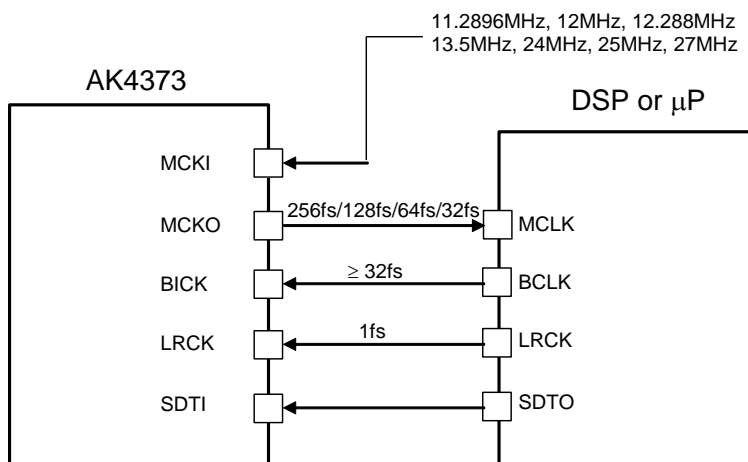 11.2896MHz, 12MHz, 12.288MHz
13.5MHz, 24MHz, 25MHz, 27MHz
AK4373
DSP or μP
MCKI
MCKO
256fs/128fs/64fs/32fs
MCLK
BICK
≥ 32fs
BCLK
LRCK
1fs
LRCK
SDTI
SDTO